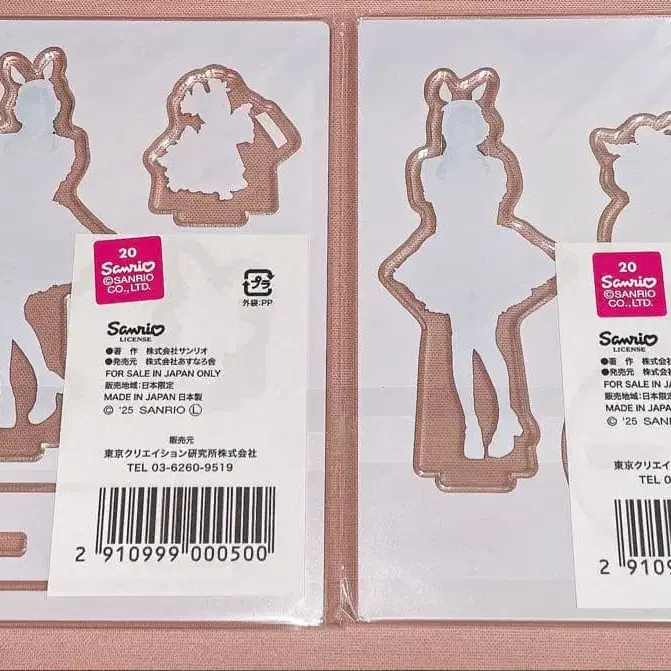 20
Sanrio
©SANRIO
CO.,LTD.
プラ
外袋:PP
Sanrio
LICENSE
●著 作 株式会社サンリオ
●発売元 株式会社あすなろ舎
FOR SALE IN JAPAN ONLY
販売地域:日本限定
MADE IN JAPAN 日本製
© '25 SANRIO Ⓛ
販売元
東京クリエイション研究所株式会社
TEL 03-6260-9519
2 910999 000500
20
Sanrio
©SANRIO
CO.,LTD.
Sanrio
LICENSE
●著 作 株式会
●発売元 株式会社
FOR SALE IN JA
販売地域:日本限定
MADE IN JAPAN
© '25 SAN
東京クリエイ
TEL 0
2 9109